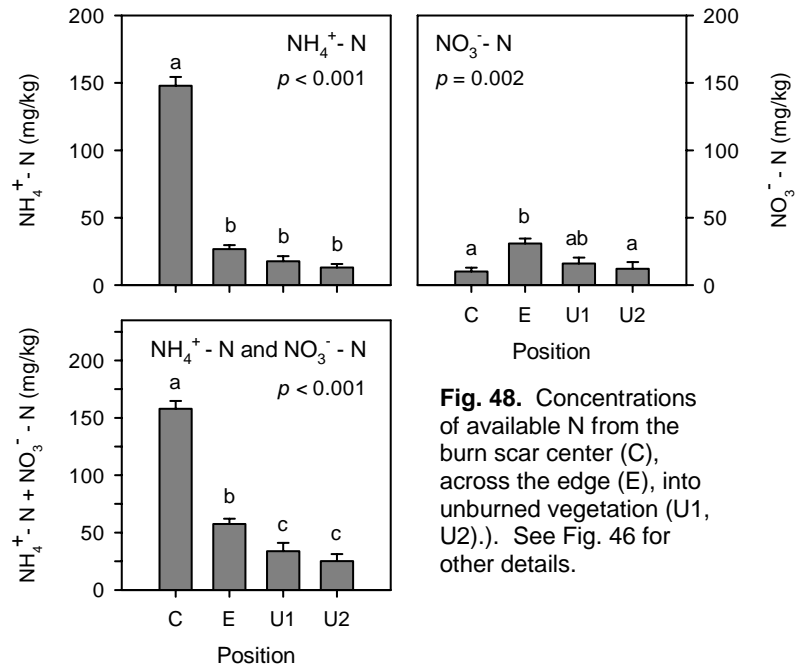 NH₄⁺- N (mg/kg)
200
150
100
50
0
NH₄⁺- N
p < 0.001
a
b
b
b
NO₃⁻- N
p = 0.002
a
b
ab
a
200
150
100
50
0
NO₃⁻ - N (mg/kg)
C E U1 U2
Position
NH₄⁺- N + NO₃⁻ - N (mg/kg)
200
150
100
50
0
NH₄⁺- N and NO₃⁻ - N
p < 0.001
a
b
c
c
C E U1 U2
Position
Fig. 48. Concentrations
of available N from the
burn scar center (C),
across the edge (E), into
unburned vegetation (U1,
U2).). See Fig. 46 for
other details.